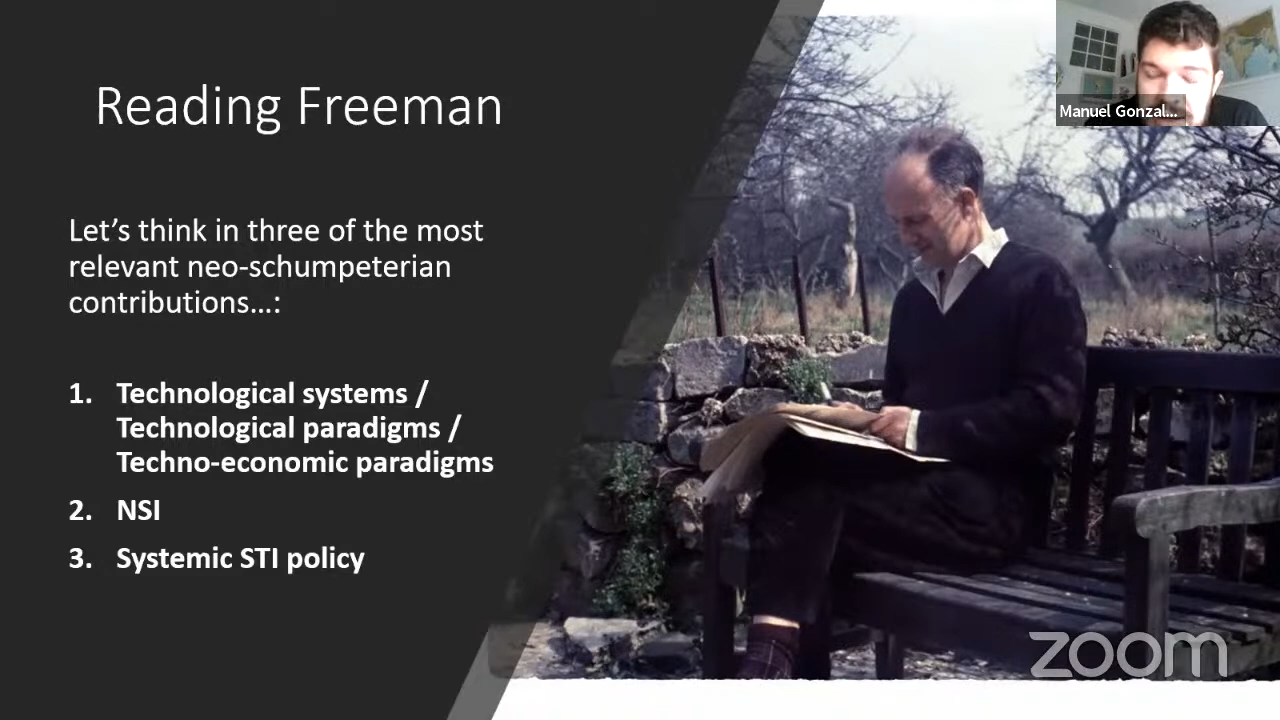 Reading Freeman
Let’s think in three of the most
relevant neo-schumpeterian
contributions…:
1. Technological systems /
Technological paradigms /
Techno-economic paradigms
2. NSI
3. Systemic STI policy
Manuel Gonzal...
zoom